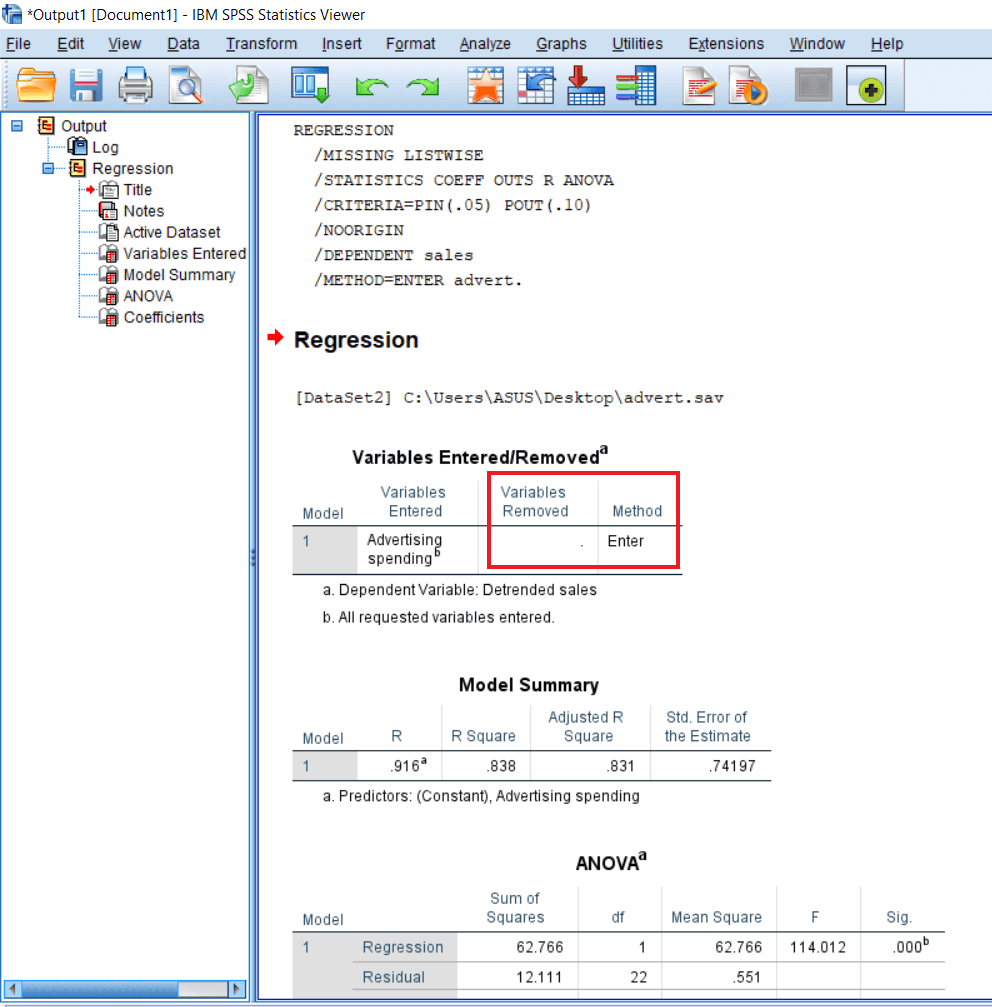 *Output1 [Document1] - IBM SPSS Statistics Viewer
File Edit View Data Transform Insert Format Analyze Graphs Utilities Extensions Window Help
Output
Log
Regression
Title
Notes
Active Dataset
Variables Entered
Model Summary
ANOVA
Coefficients
REGRESSION
/MISSING LISTWISE
/STATISTICS COEFF OUTS R ANOVA
/CRITERIA=PIN(.05) POUT(.10)
/NOORIGIN
/DEPENDENT sales
/METHOD=ENTER advert.
Regression
[DataSet2] C:\Users\ASUS\Desktop\advert.sav
Variables Entered/Removedᵃ
Model Variables Entered Variables Removed Method
1 Advertising spendingᵇ . Enter
a. Dependent Variable: Detrended sales
b. All requested variables entered.
Model Summary
Model R R Square Adjusted R Square Std. Error of the Estimate
1 .916ᵃ .838 .831 .74197
a. Predictors: (Constant), Advertising spending
ANOVAᵃ
Model Sum of Squares df Mean Square F Sig.
1 Regression 62.766 1 62.766 114.012 .000ᵇ
Residual 12.111 22 .551